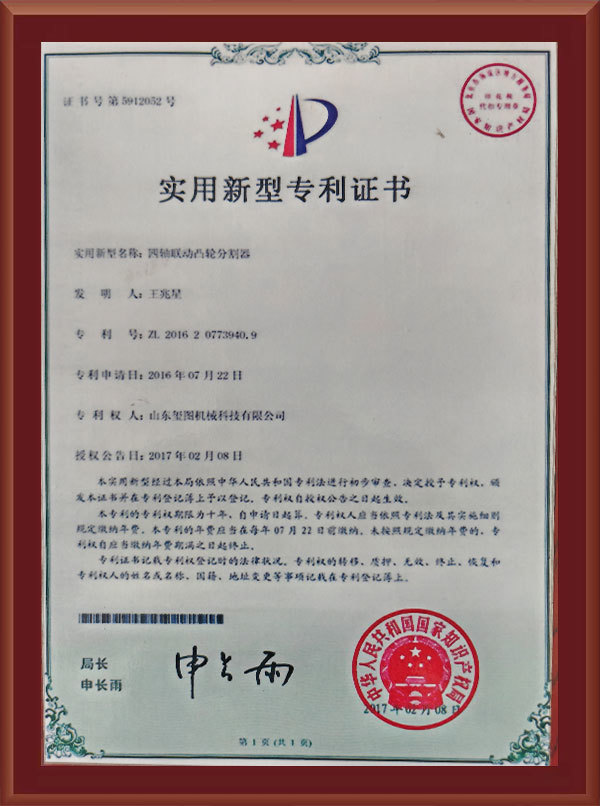 证书号第5912052号
实用新型专利证书
实用新型名称：四轴联动凸轮分割器
发明人：王兆星
专利号：ZL 2016 2 0773940.9
专利申请日：2016年07月22日
专利权人：山东玺图机械科技有限公司
授权公告日：2017年02月08日
本实用新型经过本局依照中华人民共和国专利法进行初步审查，决定授予专利权，颁
发本证书并在专利登记簿上予以登记。专利权自授权公告之日起生效。
本专利的专利权期限为十年，自申请日起算。专利权人应当依照专利法及其实施细则
规定缴纳年费。本专利的年费应当在每年07月22日前缴纳。未按照规定缴纳年费的，专
利权自应当缴纳年费期满之日起终止。
专利证书记载专利权登记时的法律状况。专利权的转移、质押、无效、终止、恢复和
专利权人的姓名或名称、国籍、地址变更等事项记载在专利登记簿上。
局长
申长雨
申长雨
中华人民共和国国家知识产权局
2017年02月08日
第1页(共1页)